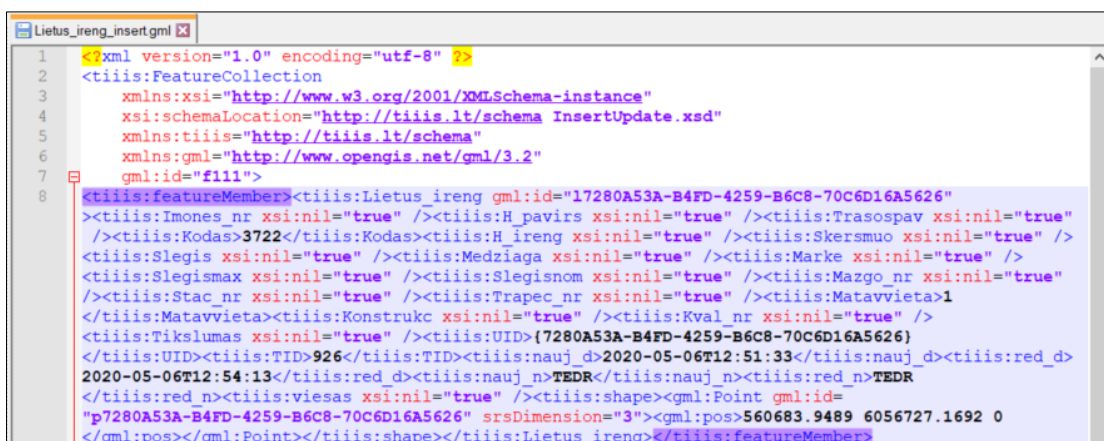 Lietus_ireng_insert.gml
1 <?xml version="1.0" encoding="utf-8" ?>
2 <tiiis:FeatureCollection
3 xmlns:xsi="http://www.w3.org/2001/XMLSchema-instance"
4 xsi:schemaLocation="http://tiiis.lt/schema InsertUpdate.xsd"
5 xmlns:tiiis="http://tiiis.lt/schema"
6 xmlns:gml="http://www.opengis.net/gml/3.2"
7 gml:id="f111">
8 <tiiis:featureMember><tiiis:Lietus_ireng gml:id="l7280A53A-B4FD-4259-B6C8-70C6D16A5626"
><tiiis:Imones_nr xsi:nil="true" /><tiiis:H_pavirs xsi:nil="true" /><tiiis:Trasospav xsi:nil="true"
/><tiiis:Kodas>3722</tiiis:Kodas><tiiis:H_ireng xsi:nil="true" /><tiiis:Skersmuo xsi:nil="true" />
<tiiis:Slegis xsi:nil="true" /><tiiis:Medziaga xsi:nil="true" /><tiiis:Marke xsi:nil="true" />
<tiiis:Slegismax xsi:nil="true" /><tiiis:Slegisnom xsi:nil="true" /><tiiis:Mazgo_nr xsi:nil="true"
/><tiiis:Stac_nr xsi:nil="true" /><tiiis:Trapec_nr xsi:nil="true" /><tiiis:Matavvieta>1
</tiiis:Matavvieta><tiiis:Konstrukc xsi:nil="true" /><tiiis:Kval_nr xsi:nil="true" />
<tiiis:Tikslumas xsi:nil="true" /><tiiis:UID>{7280A53A-B4FD-4259-B6C8-70C6D16A5626}
</tiiis:UID><tiiis:TID>926</tiiis:TID><tiiis:nauj_d>2020-05-06T12:51:33</tiiis:nauj_d><tiiis:red_d>
2020-05-06T12:54:13</tiiis:red_d><tiiis:nauj_n>TEDR</tiiis:nauj_n><tiiis:red_n>TEDR
</tiiis:red_n><tiiis:viesas xsi:nil="true" /><tiiis:shape><gml:Point gml:id=
"p7280A53A-B4FD-4259-B6C8-70C6D16A5626" srsDimension="3"><gml:pos>560683.9489 6056727.1692 0
</gml:pos></gml:Point></tiiis:shape></tiiis:Lietus_ireng></tiiis:featureMember>